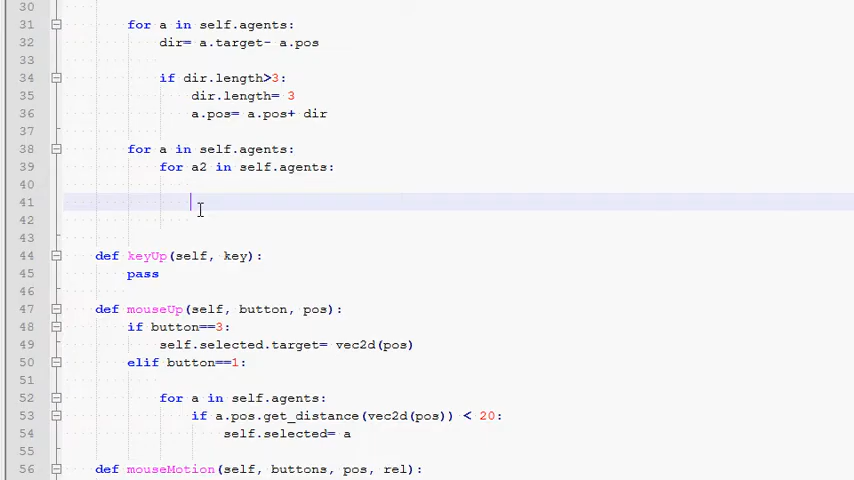 30
31 for a in self.agents:
32 dir= a.target- a.pos
33
34 if dir.length>3:
35 dir.length= 3
36 a.pos= a.pos+ dir
37
38 for a in self.agents:
39 for a2 in self.agents:
40
41
42
43
44 def keyUp(self, key):
45 pass
46
47 def mouseUp(self, button, pos):
48 if button==3:
49 self.selected.target= vec2d(pos)
50 elif button==1:
51
52 for a in self.agents:
53 if a.pos.get_distance(vec2d(pos)) < 20:
54 self.selected= a
55
56 def mouseMotion(self, buttons, pos, rel):